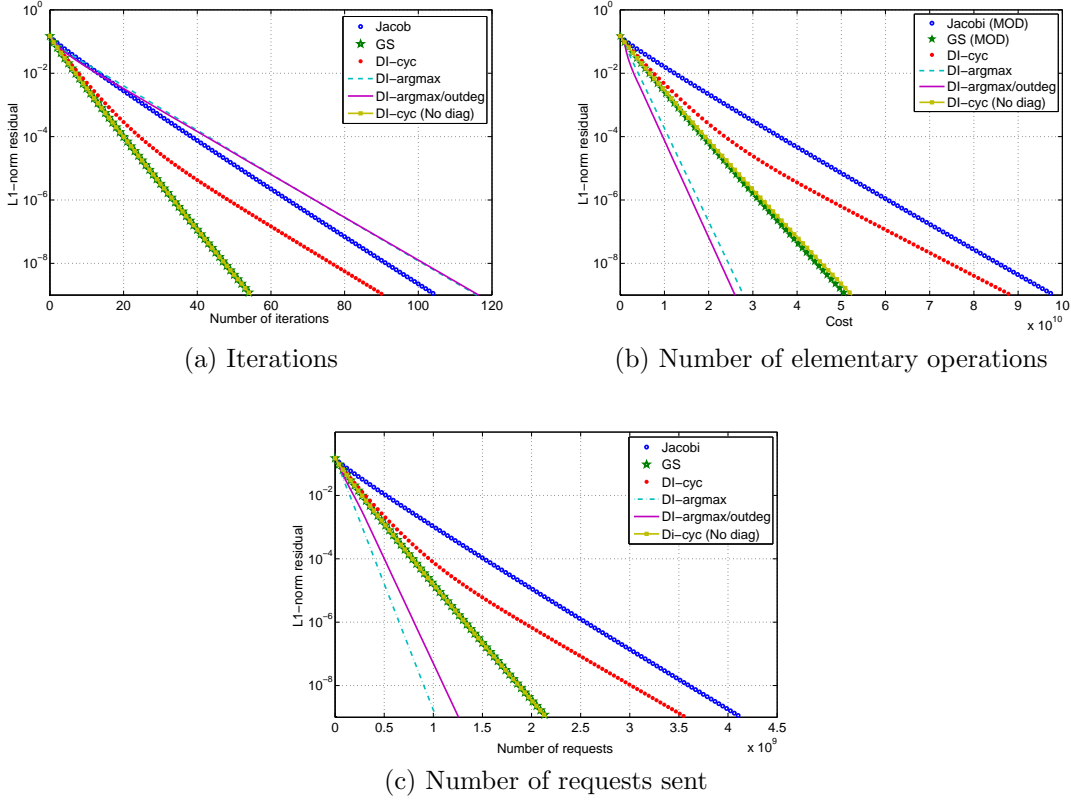 10^0
10^−2
10^−4
10^−6
10^−8
L1−norm residual
0 20 40 60 80 100 120
Number of iterations
Jacob
GS
DI−cyc
DI−argmax
DI−argmax/outdeg
DI−cyc (No diag)
(a) Iterations
10^0
10^−2
10^−4
10^−6
10^−8
L1−norm residual
0 1 2 3 4 5 6 7 8 9 10
x 10^10
Cost
Jacobi (MOD)
GS (MOD)
DI−cyc
DI−argmax
DI−argmax/outdeg
DI−cyc (No diag)
(b) Number of elementary operations
10^−2
10^−4
10^−6
10^−8
L1−norm residual
0 0.5 1 1.5 2 2.5 3 3.5 4 4.5
x 10^9
Number of requests
Jacobi
GS
DI−cyc
DI−argmax
DI−argmax/outdeg
Di−cyc (No diag)
(c) Number of requests sent